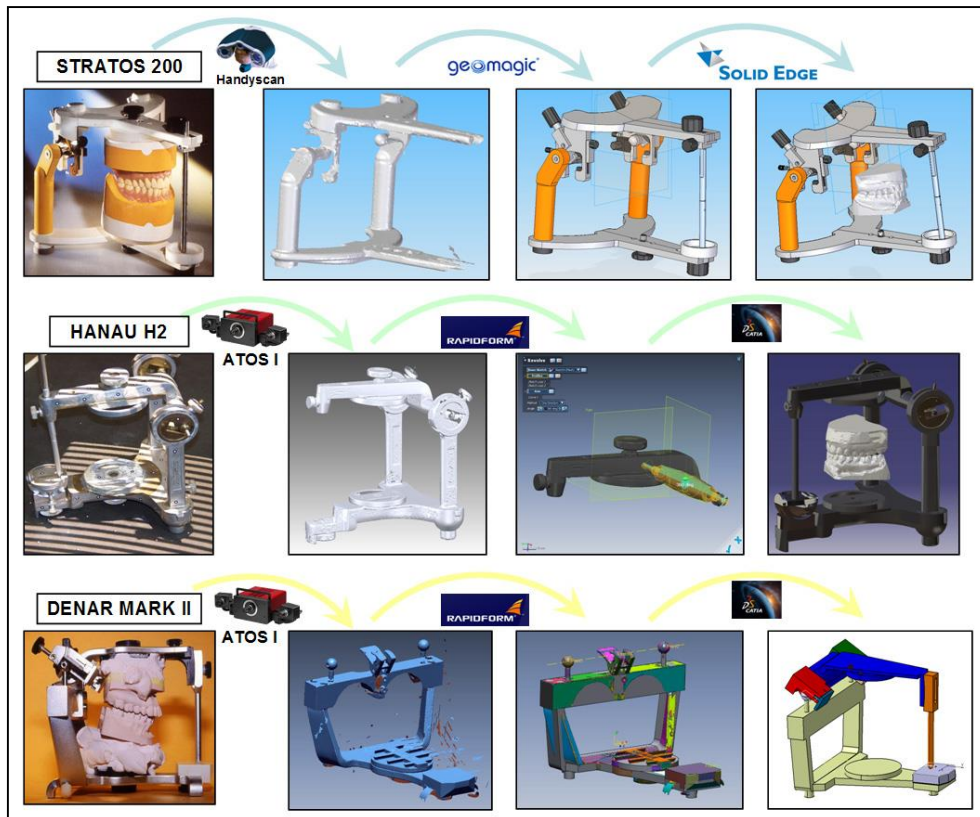 STRATOS 200
Handyscan
geomagic
SOLID EDGE
HANAU H2
ATOS I
RAPIDFORM
CATIA
DENAR MARK II
ATOS I
RAPIDFORM
CATIA